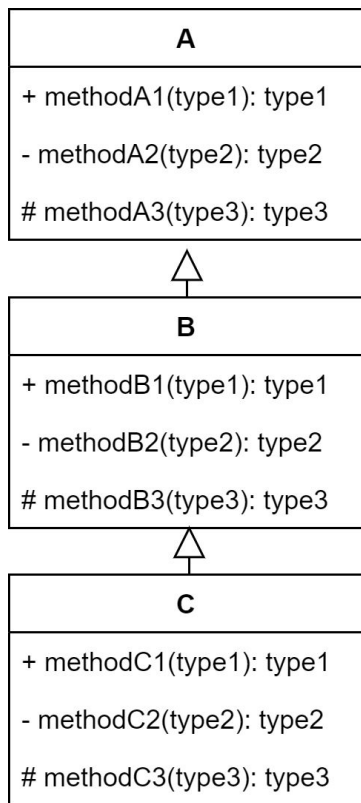 A
+ methodA1(type1): type1
- methodA2(type2): type2
# methodA3(type3): type3
B
+ methodB1(type1): type1
- methodB2(type2): type2
# methodB3(type3): type3
C
+ methodC1(type1): type1
- methodC2(type2): type2
# methodC3(type3): type3